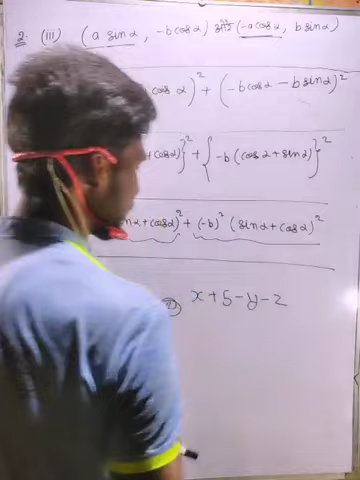 2. (iii) (a sinα, -b cosα) और (-a cosα, b sinα)
cosα)² + (-b cosα - b sinα)²
+ cosα)}² + {-b (cosα + sinα)}²
nα + cosα)² + (-b)² (sinα + cosα)²
x + 5 - y - 2